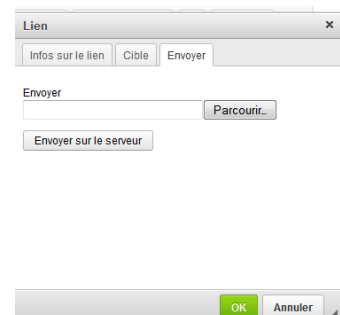 Lien ×
Infos sur le lien Cible Envoyer
Envoyer
Parcourir...
Envoyer sur le serveur
OK Annuler